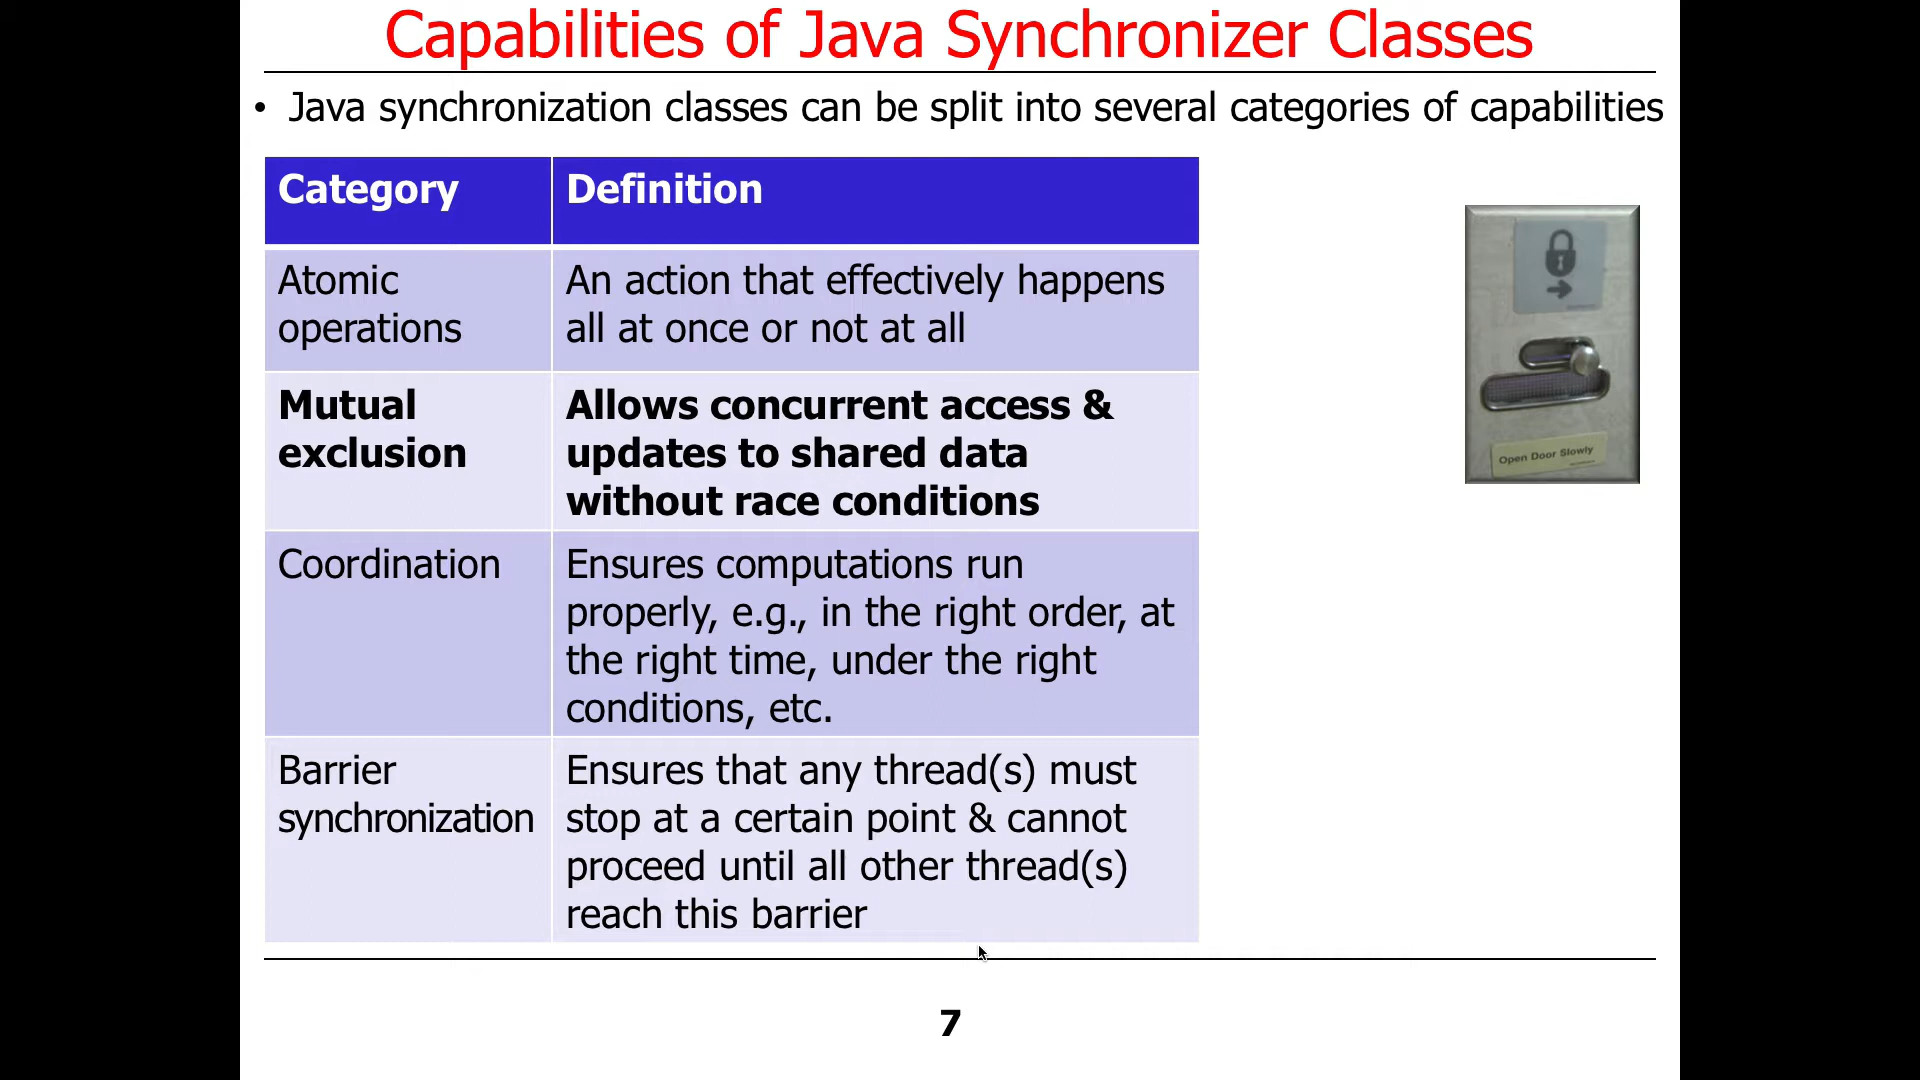 Capabilities of Java Synchronizer Classes
• Java synchronization classes can be split into several categories of capabilities
Category
Definition
Atomic
operations
An action that effectively happens
all at once or not at all
Mutual
exclusion
Allows concurrent access &
updates to shared data
without race conditions
Coordination
Ensures computations run
properly, e.g., in the right order, at
the right time, under the right
conditions, etc.
Barrier
synchronization
Ensures that any thread(s) must
stop at a certain point & cannot
proceed until all other thread(s)
reach this barrier
Open Door Slowly
7